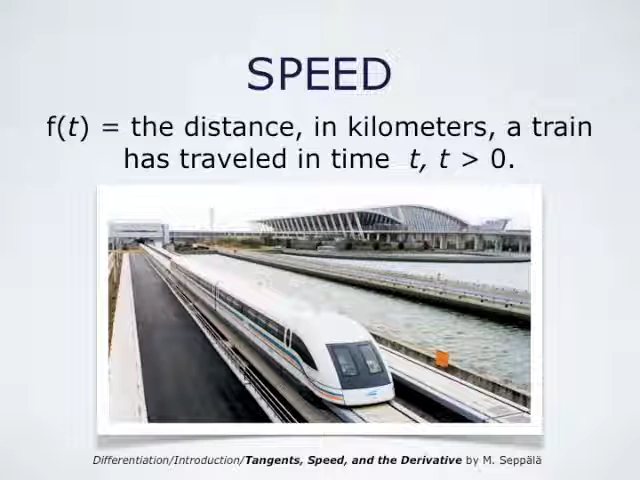 SPEED
f(t) = the distance, in kilometers, a train
has traveled in time t, t > 0.
Differentiation/Introduction/Tangents, Speed, and the Derivative by M. Seppälä